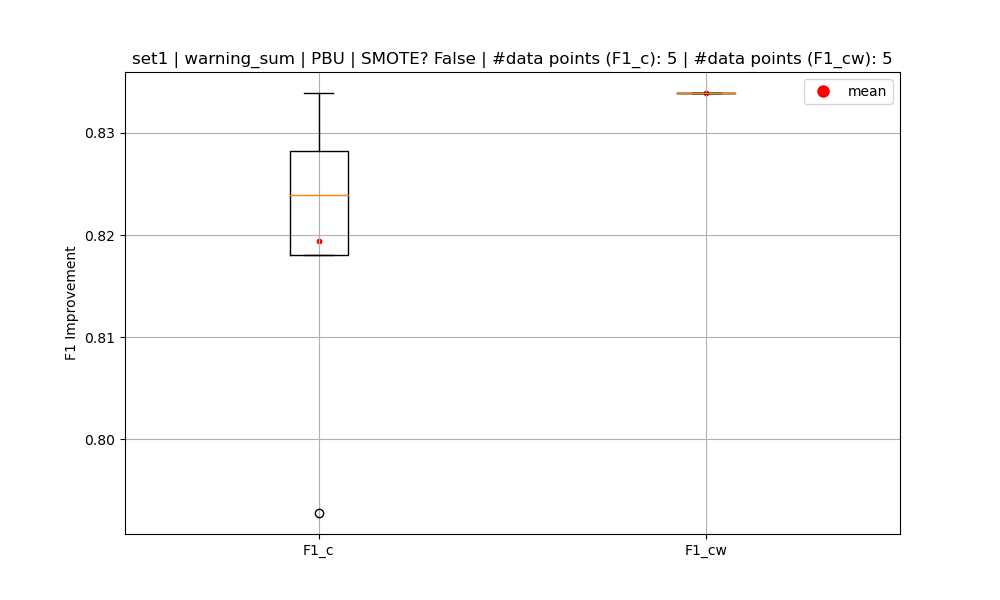 set1 | warning_sum | PBU | SMOTE? False | #data points (F1_c): 5 | #data points (F1_cw): 5
mean
0.83
0.82
0.81
0.80
F1 Improvement
F1_c
F1_cw